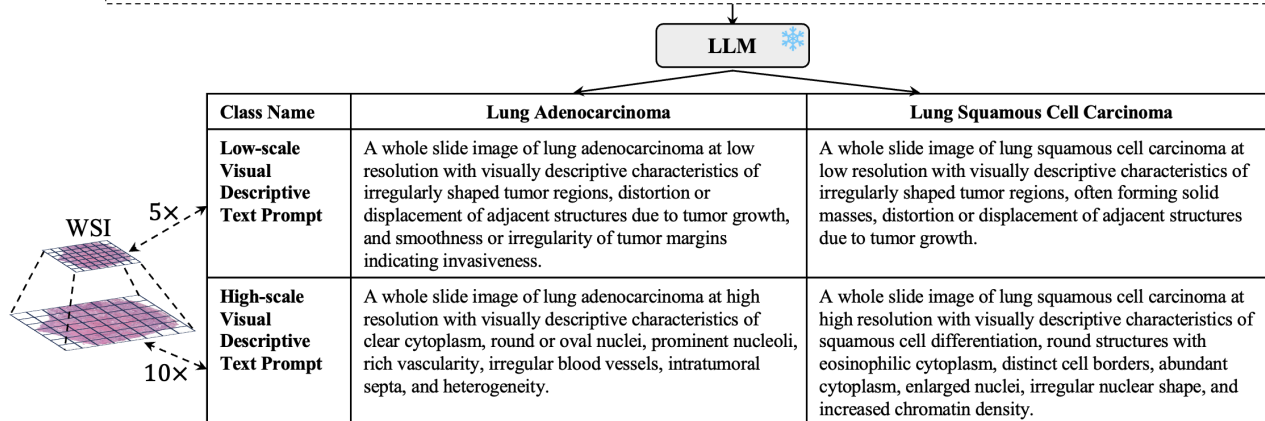 LLM
Class Name
Lung Adenocarcinoma
Lung Squamous Cell Carcinoma
Low-scale
Visual
Descriptive
Text Prompt
A whole slide image of lung adenocarcinoma at low
resolution with visually descriptive characteristics of
irregularly shaped tumor regions, distortion or
displacement of adjacent structures due to tumor growth,
and smoothness or irregularity of tumor margins
indicating invasiveness.
A whole slide image of lung squamous cell carcinoma at
low resolution with visually descriptive characteristics of
irregularly shaped tumor regions, often forming solid
masses, distortion or displacement of adjacent structures
due to tumor growth.
5×
WSI
High-scale
Visual
Descriptive
Text Prompt
A whole slide image of lung adenocarcinoma at high
resolution with visually descriptive characteristics of
clear cytoplasm, round or oval nuclei, prominent nucleoli,
rich vascularity, irregular blood vessels, intratumoral
septa, and heterogeneity.
A whole slide image of lung squamous cell carcinoma at
high resolution with visually descriptive characteristics of
squamous cell differentiation, round structures with
eosinophilic cytoplasm, distinct cell borders, abundant
cytoplasm, enlarged nuclei, irregular nuclear shape, and
increased chromatin density.
10×